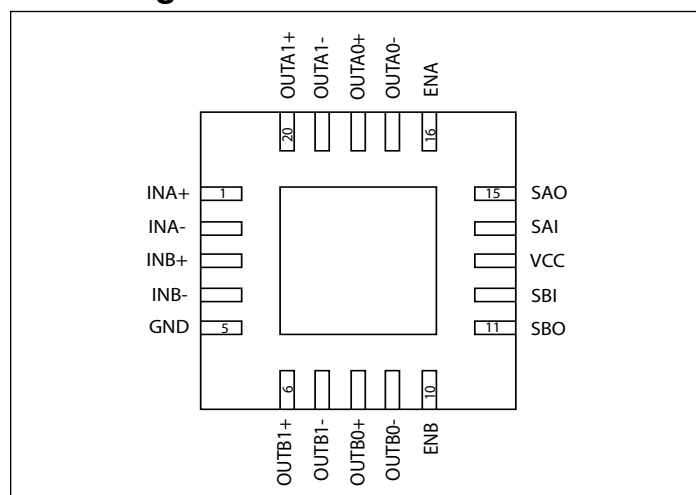 OUTA1+
OUTA1-
OUTA0+
OUTA0-
ENA
20
16
INA+
1
15
SAO
INA-
SAI
INB+
VCC
INB-
SBI
GND
5
11
SBO
6
10
OUTB1+
OUTB1-
OUTB0+
OUTB0-
ENB